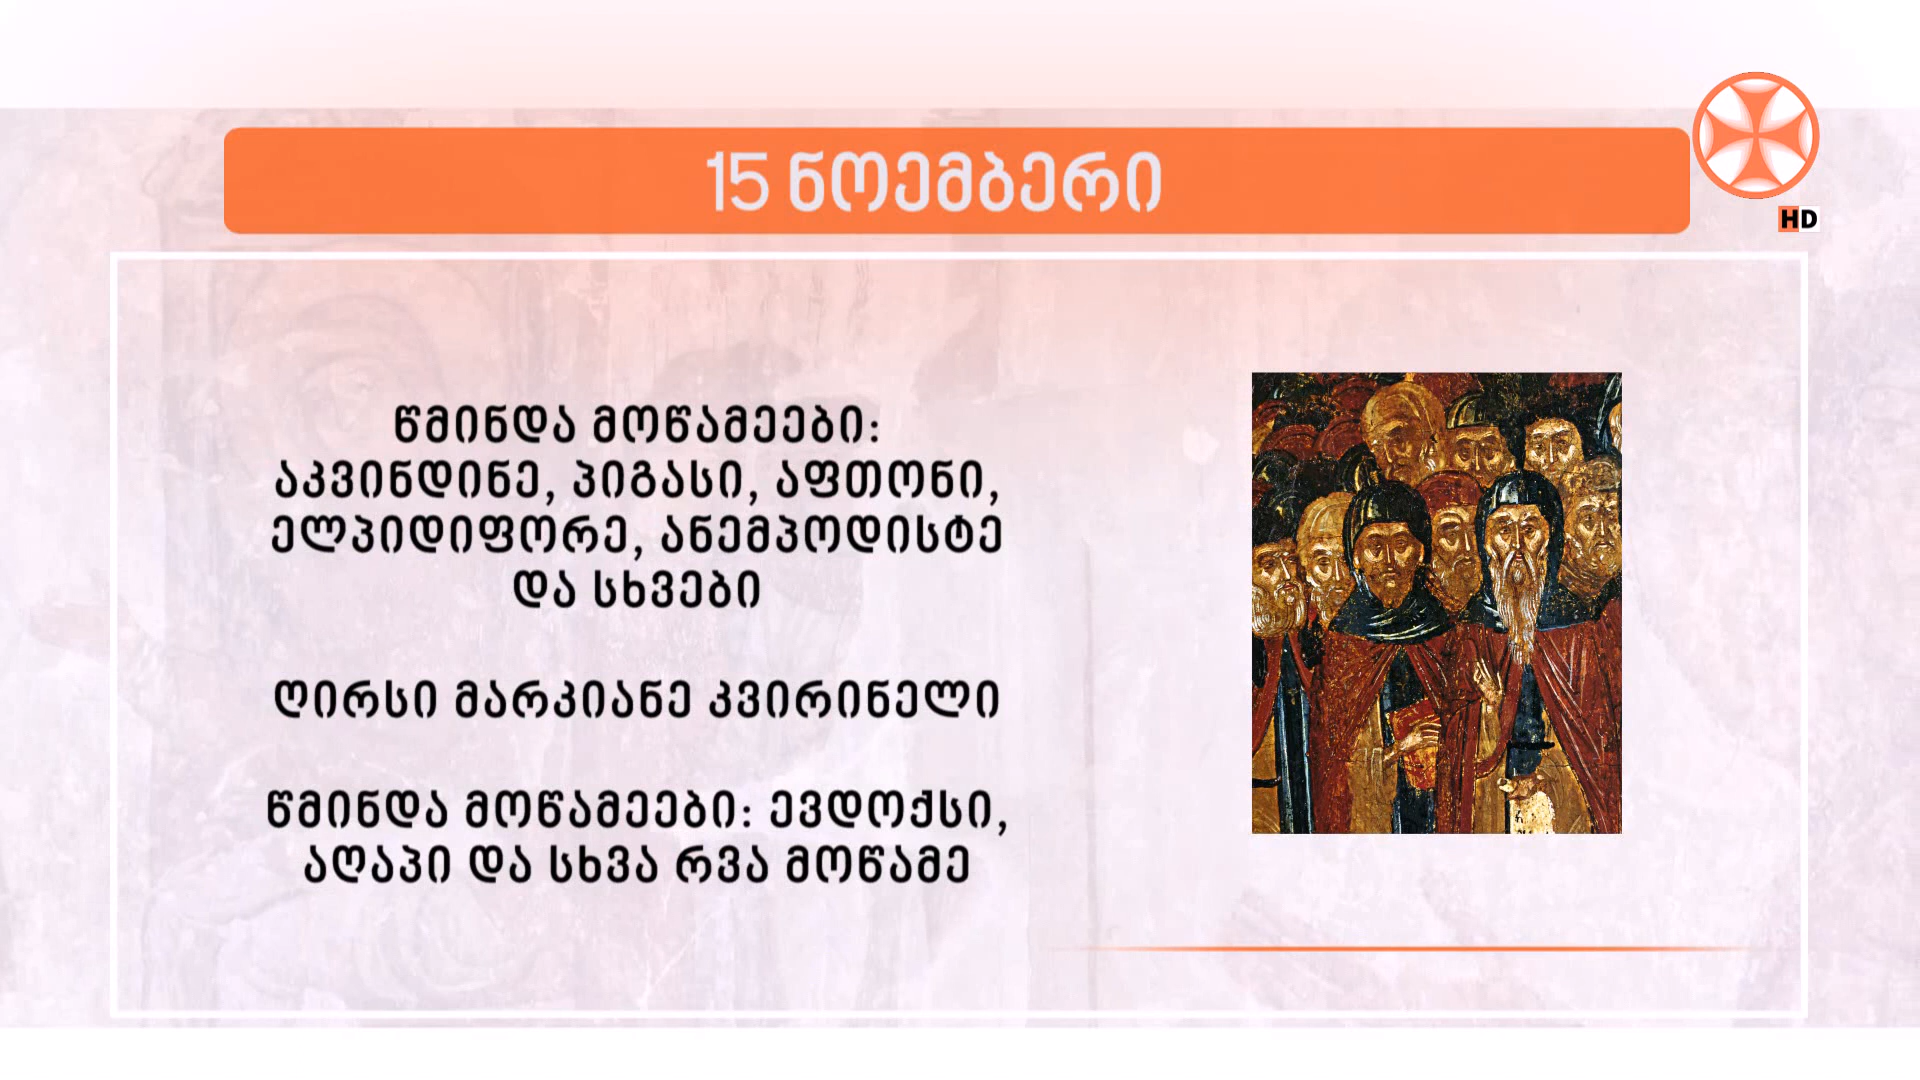 15 ნოემბერი
HD
წმინდა მოწამეები:
აკვინდინე, პიგასი, აფთონი,
ელპიდიფორე, ანემპოდისტე
და სხვები
ღირსი მარკიანე კვირინელი
წმინდა მოწამეები: ევდოქსი,
აღაპი და სხვა რვა მოწამე